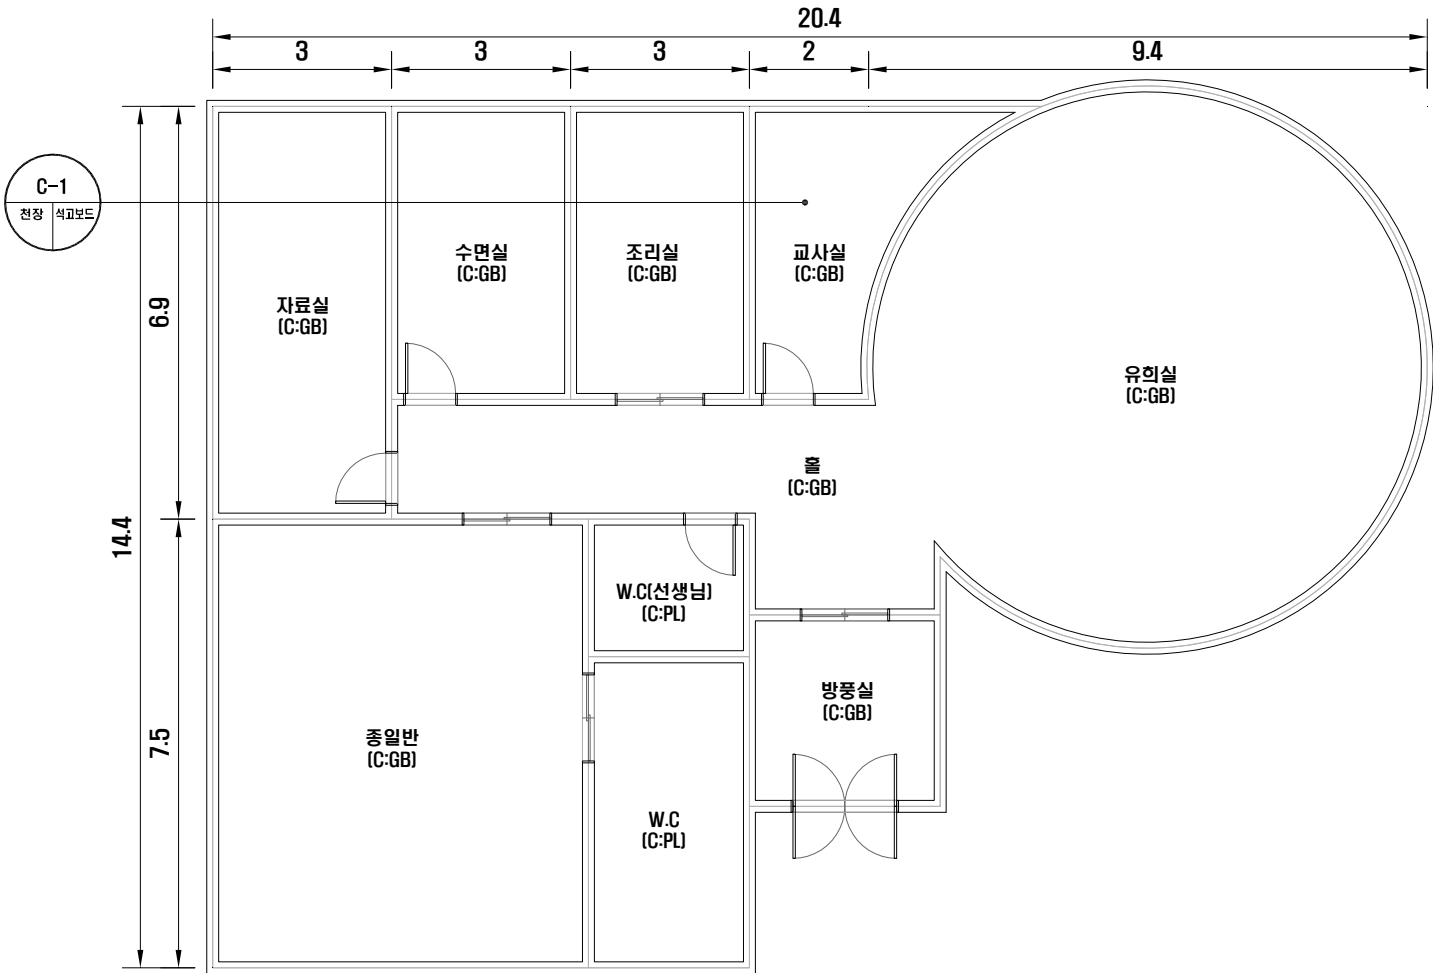 20.4
3
3
3
2
9.4
C-1
천장
석고보드
14.4
6.9
7.5
자료실
(C:GB)
수면실
(C:GB)
조리실
(C:GB)
교사실
(C:GB)
유희실
(C:GB)
홀
(C:GB)
W.C(선생님)
(C:PL)
방풍실
(C:GB)
종일반
(C:GB)
W.C
(C:PL)